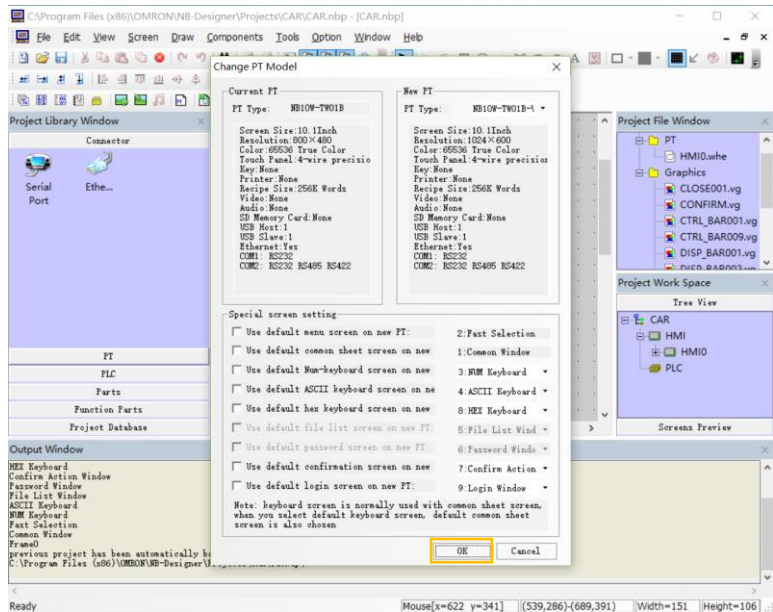 C:\Program Files (x86)\OMRON\NB-Designer\Projects\CAR\CAR.nbp - [CAR.nbp]
File Edit View Screen Draw Components Tools Option Window Help
Project Library Window
Connector
Serial Port
Ethe...
PT
PLC
Parts
Function Parts
Project Database
Change PT Model
Current PT
PT Type: NB10W-TW01B
Screen Size:10.1Inch
Resolution:800×480
Color:65536 True Color
Touch Panel:4-wire precisio
Key:None
Printer:None
Recipe Size:256K Words
Video:None
Audio:None
SD Memory Card:None
USB Host:1
USB Slave:1
Ethernet:Yes
COM1: RS232
COM2: RS232 RS485 RS422
New PT
PT Type: NB10W-TW01B-
Screen Size:10.1Inch
Resolution:1024×600
Color:65536 True Color
Touch Panel:4-wire precision
Key:None
Printer:None
Recipe Size:256K Words
Video:None
Audio:None
SD Memory Card:None
USB Host:1
USB Slave:1
Ethernet:Yes
COM1: RS232
COM2: RS232 RS485 RS422
Special screen setting
Use default menu screen on new PT: 2:Fast Selection
Use default common sheet screen on new 1:Common Window
Use default Num-keyboard screen on new 3:NUM Keyboard
Use default ASCII keyboard screen on ne 4:ASCII Keyboard
Use default hex keyboard screen on new 8:HEX Keyboard
Use default file list screen on new PT: 5:File List Wind
Use default password screen on new PT: 6:Password Windo
Use default confirmation screen on new 7:Confirm Action
Use default login screen on new PT: 9:Login Window
Note: keyboard screen is normally used with common sheet screen,
when you select default keyboard screen, default common sheet
screen is also chosen
OK Cancel
Project File Window
PT
HMI0.whe
Graphics
CLOSE001.vg
CONFIRM.vg
CTRL_BAR001.vg
CTRL_BAR009.vg
DISP_BAR001.vg
Project Work Space
Tree View
CAR
HMI
HMI0
PLC
Screens Preview
Output Window
HEX Keyboard
Confirm Action Window
Password Window
File List Window
ASCII Keyboard
NUM Keyboard
Fast Selection
Common Window
Frame0
previous project has been automatically b
C:\Program Files (x86)\OMRON\NB-Designer\
Ready
Mouse[x=622 y=341] (539,286)-(689,391) Width=151 Height=106